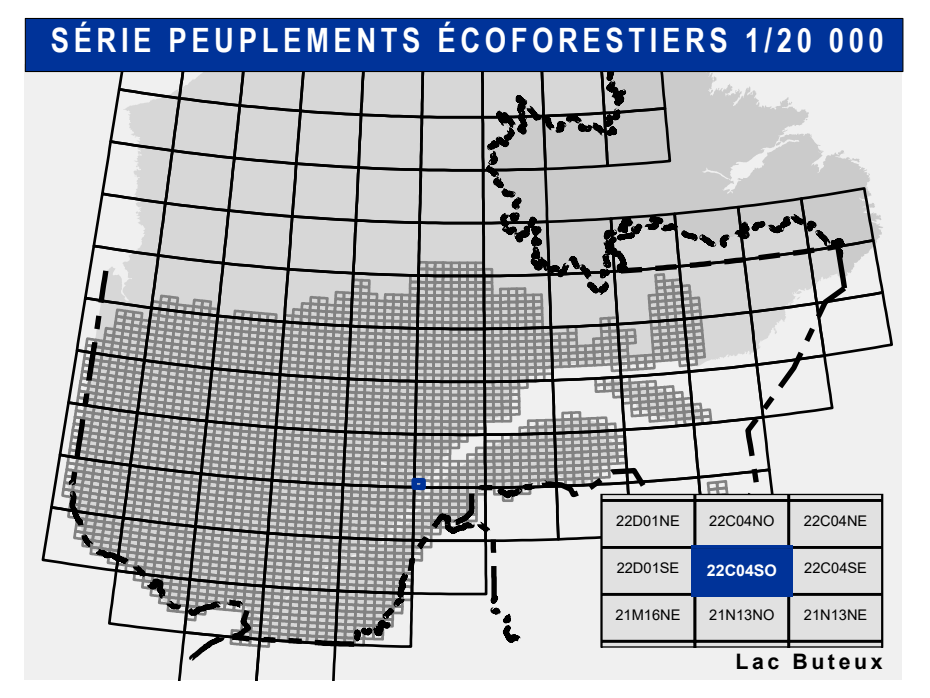 SÉRIE PEUPLEMENTS ÉCOFORESTIERS 1/20 000
22D01NE 22C04NO 22C04NE
22D01SE 22C04SO 22C04SE
21M16NE 21N13NO 21N13NE
Lac Buteux